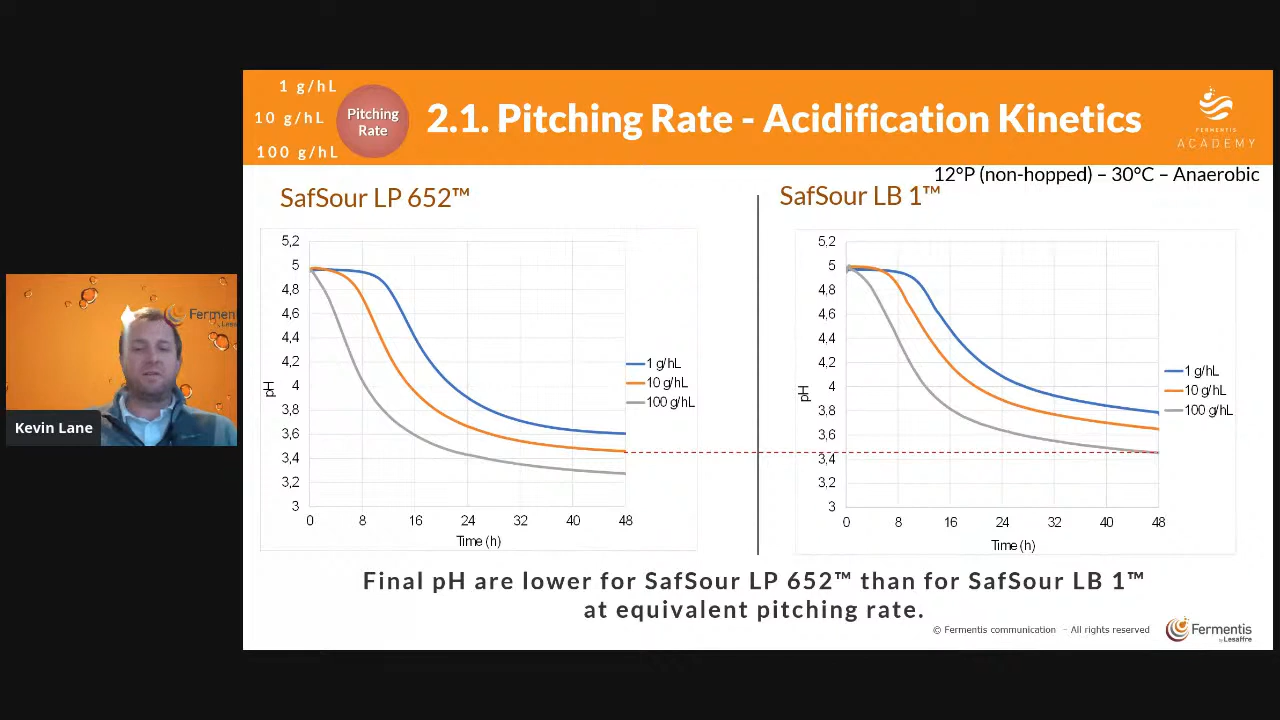 1 g/hL
10 g/hL
100 g/hL
Pitching
Rate
2.1. Pitching Rate - Acidification Kinetics
FERMENTIS
ACADEMY
12°P (non-hopped) – 30°C – Anaerobic
SafSour LP 652™
SafSour LB 1™
5,2
5
4,8
4,6
4,4
4,2
4
3,8
3,6
3,4
3,2
3
pH
0 8 16 24 32 40 48
Time (h)
1 g/hL
10 g/hL
100 g/hL
5,2
5
4,8
4,6
4,4
4,2
4
3,8
3,6
3,4
3,2
3
pH
0 8 16 24 32 40 48
Time (h)
1 g/hL
10 g/hL
100 g/hL
Fermen
Kevin Lane
Final pH are lower for SafSour LP 652™ than for SafSour LB 1™
at equivalent pitching rate.
© Fermentis communication – All rights reserved
Fermentis
by Lesaffre